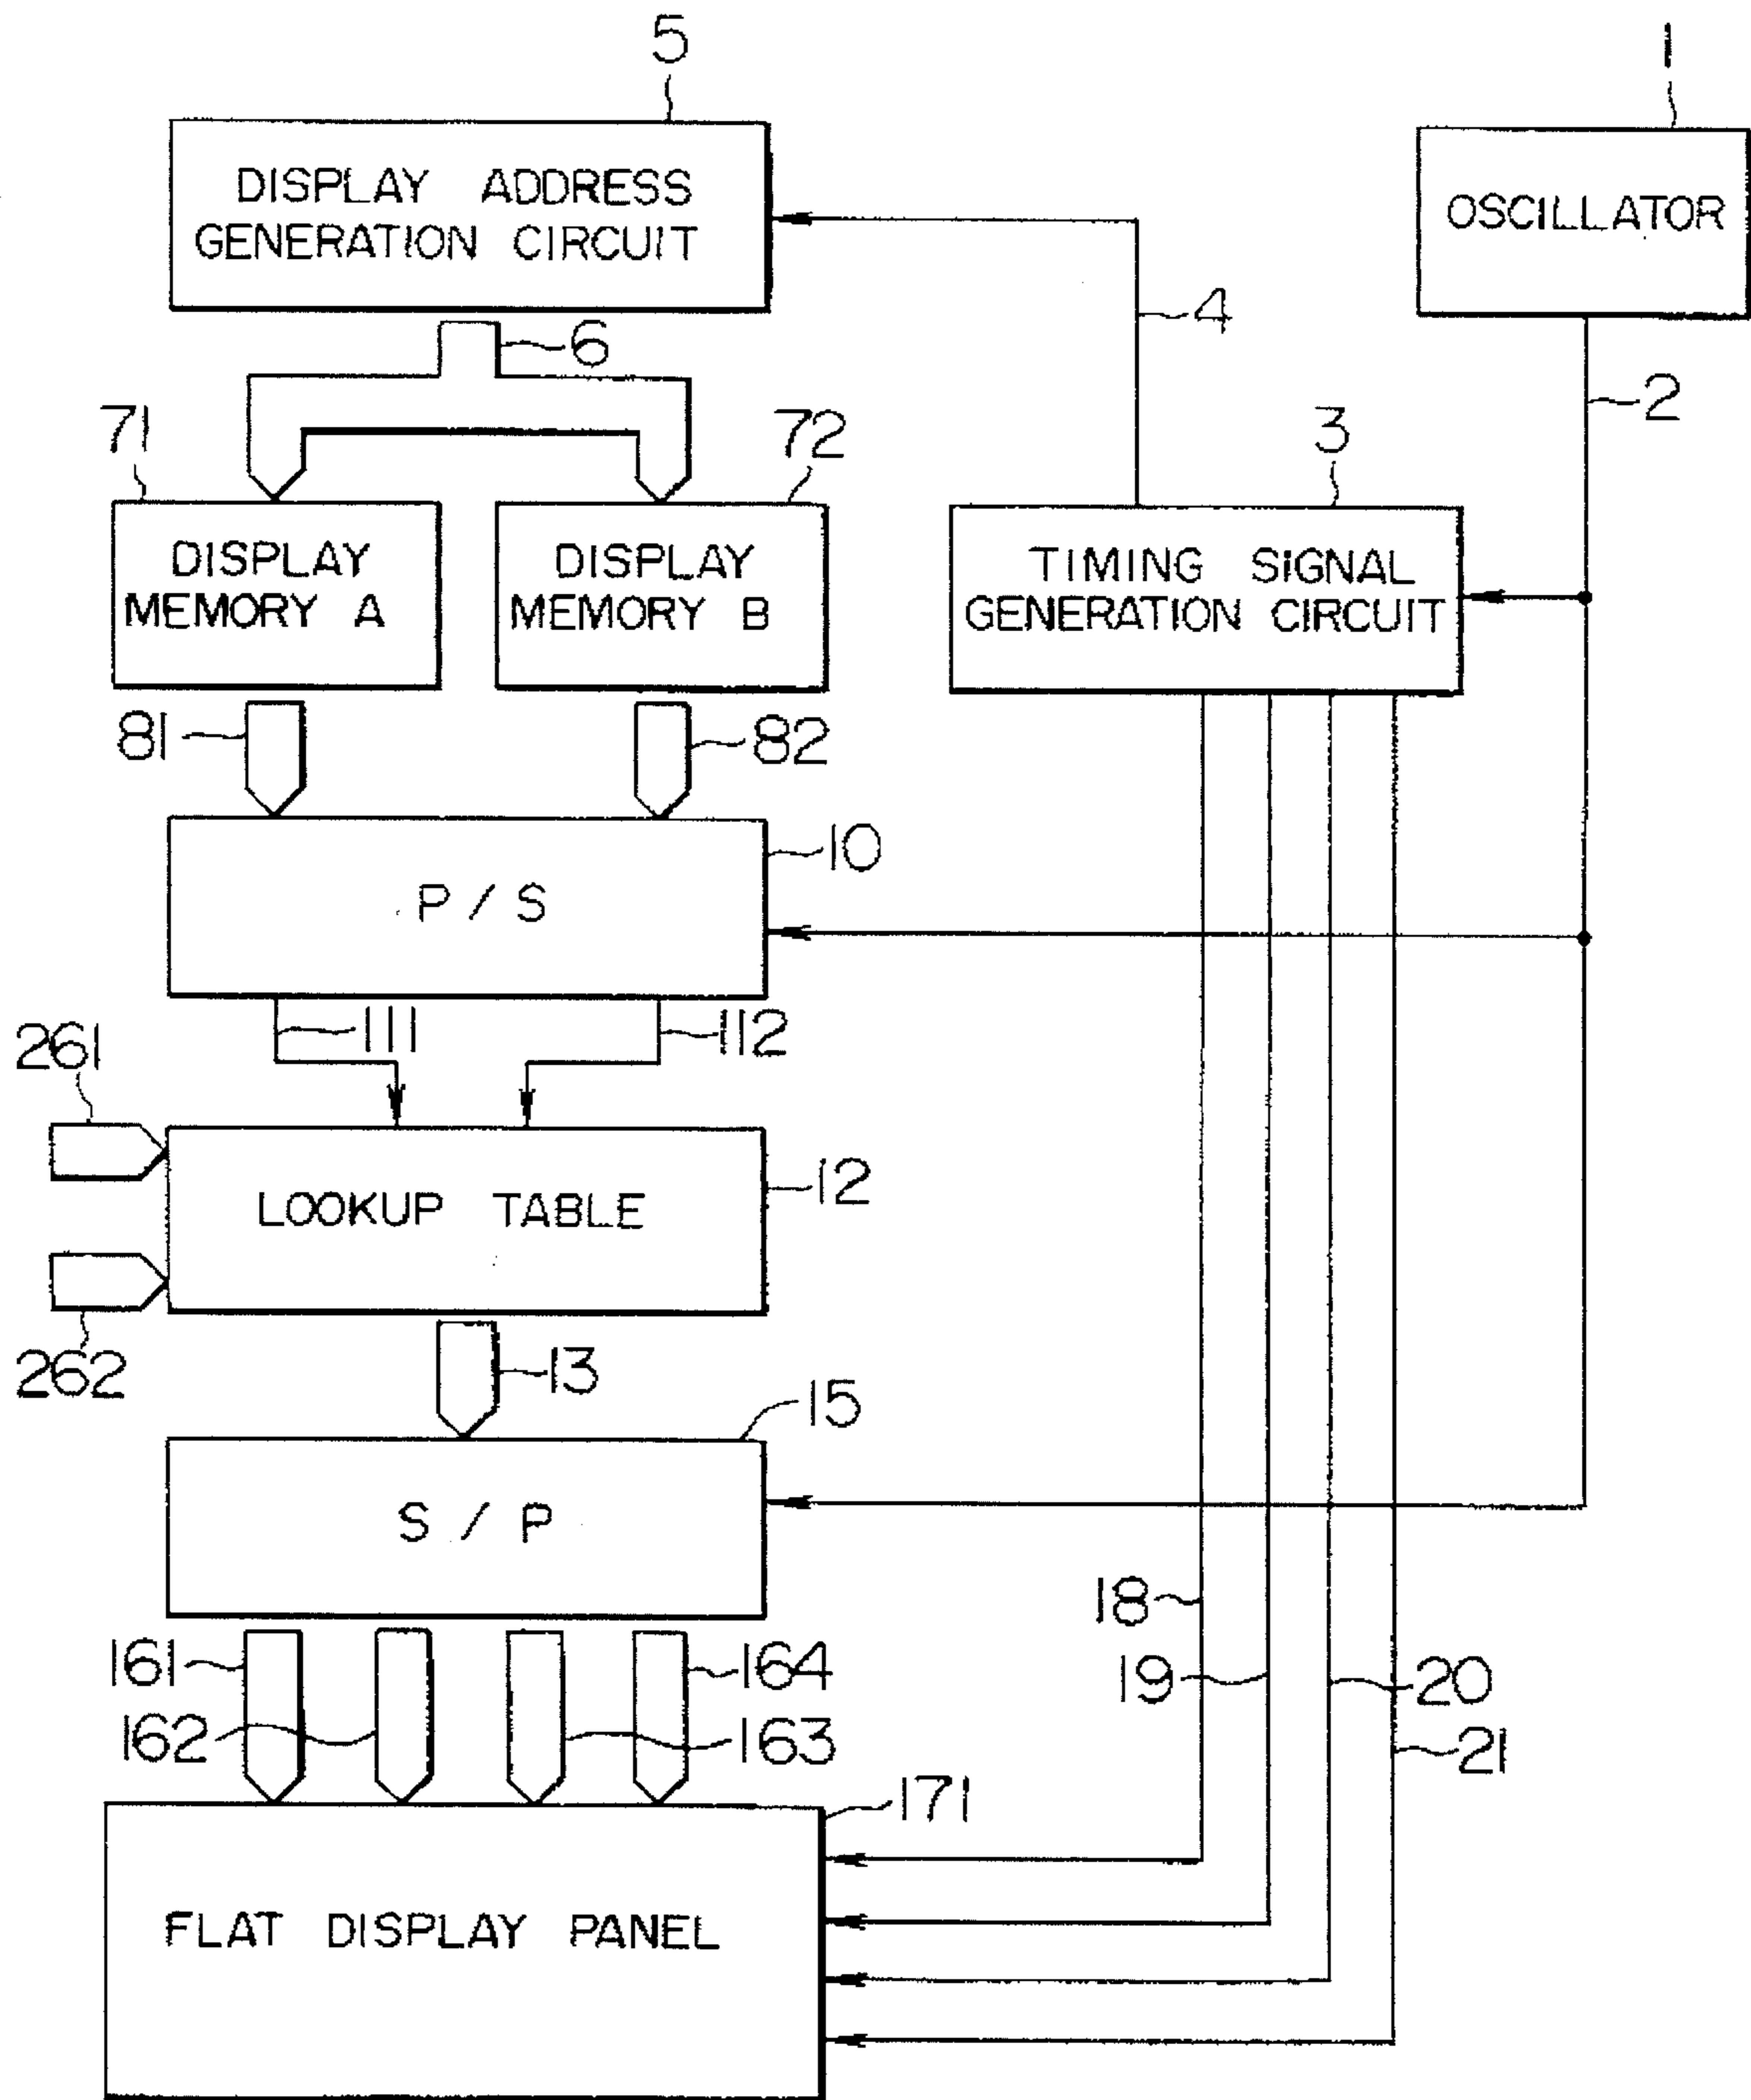 5
1
DISPLAY ADDRESS
GENERATION CIRCUIT
OSCILLATOR
4
6
2
71
72
3
DISPLAY
MEMORY A
DISPLAY
MEMORY B
TIMING SIGNAL
GENERATION CIRCUIT
81
82
10
P / S
111
112
261
12
LOOKUP TABLE
262
13
15
S / P
18
161
164
19
20
162
163
21
171
FLAT DISPLAY PANEL